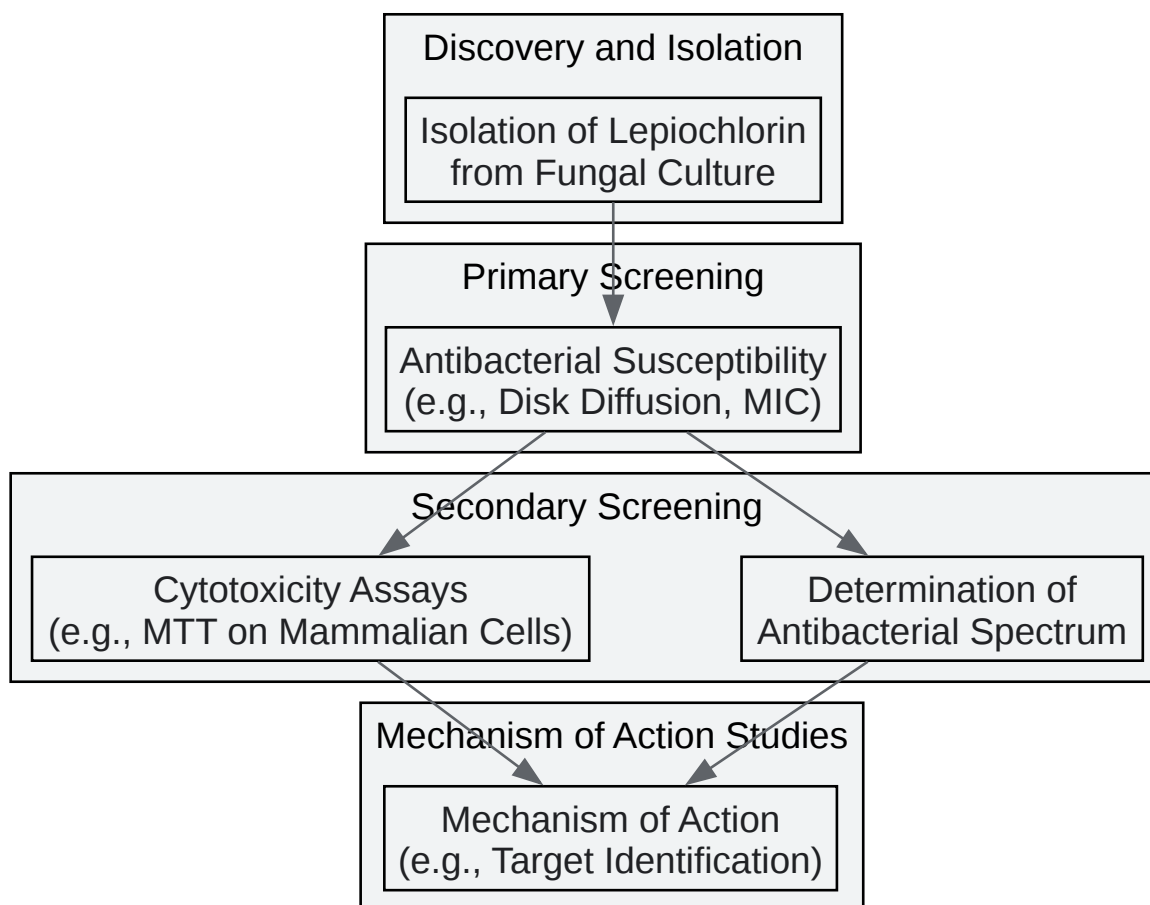 Discovery and Isolation
Isolation of Lepiochlorin
from Fungal Culture
Primary Screening
Antibacterial Susceptibility
(e.g., Disk Diffusion, MIC)
Secondary Screening
Cytotoxicity Assays
(e.g., MTT on Mammalian Cells)
Determination of
Antibacterial Spectrum
Mechanism of Action Studies
Mechanism of Action
(e.g., Target Identification)